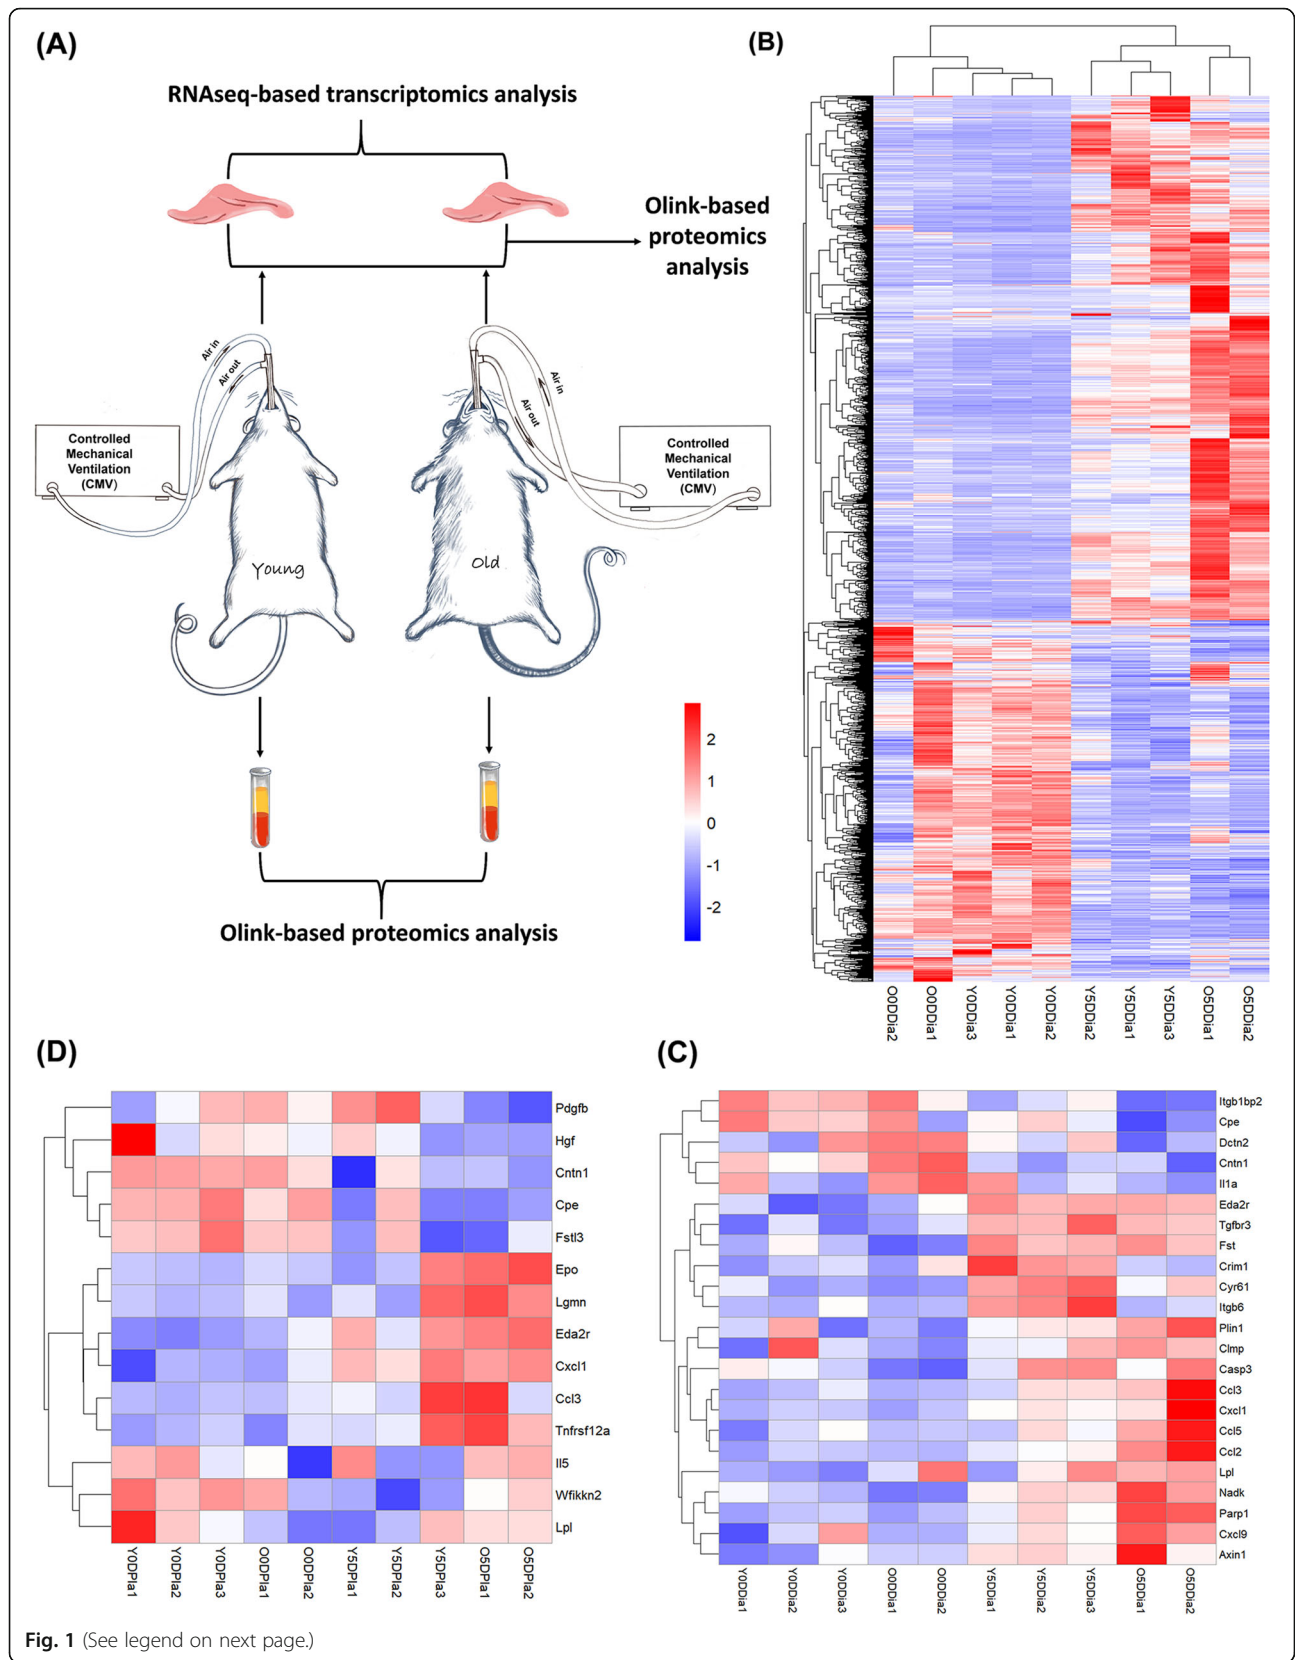 (A)
RNAseq-based transcriptomics analysis
Olink-based
proteomics
analysis
Air in
Air out
Air in
Air out
Controlled
Mechanical
Ventilation
(CMV)
Controlled
Mechanical
Ventilation
(CMV)
Young
Old
Olink-based proteomics analysis
2
1
0
-1
-2
(B)
O0DDia2
O0DDia1
Y0DDia3
Y0DDia1
Y0DDia2
Y5DDia2
Y5DDia1
Y5DDia3
O5DDia1
O5DDia2
(D)
Pdgfb
Hgf
Cntn1
Cpe
Fstl3
Epo
Lgmn
Eda2r
Cxcl1
Ccl3
Tnfrsf12a
Il5
Wfikkn2
Lpl
Y0DPla1
Y0DPla2
Y0DPla3
O0DPla1
O0DPla2
Y5DPla1
Y5DPla2
Y5DPla3
O5DPla1
O5DPla2
(C)
Itgb1bp2
Cpe
Dctn2
Cntn1
Il1a
Eda2r
Tgfbr3
Fst
Crim1
Cyr61
Itgb6
Plin1
Clmp
Casp3
Ccl3
Cxcl1
Ccl5
Ccl2
Lpl
Nadk
Parp1
Cxcl9
Axin1
Y0DDia1
Y0DDia2
Y0DDia3
O0DDia1
O0DDia2
Y5DDia1
Y5DDia2
Y5DDia3
O5DDia1
O5DDia2
Fig. 1 (See legend on next page.)